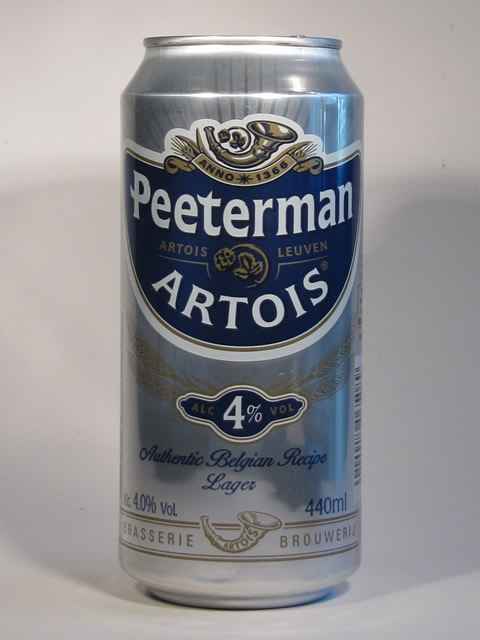 ANNO ✶ 1366
Peeterman
ARTOIS LEUVEN
ARTOIS®
ALC 4% VOL
Authentic Belgian Recipe
Lager
Alc. 4.0% Vol. 440ml
BRASSERIE ARTOIS BROUWERIJ